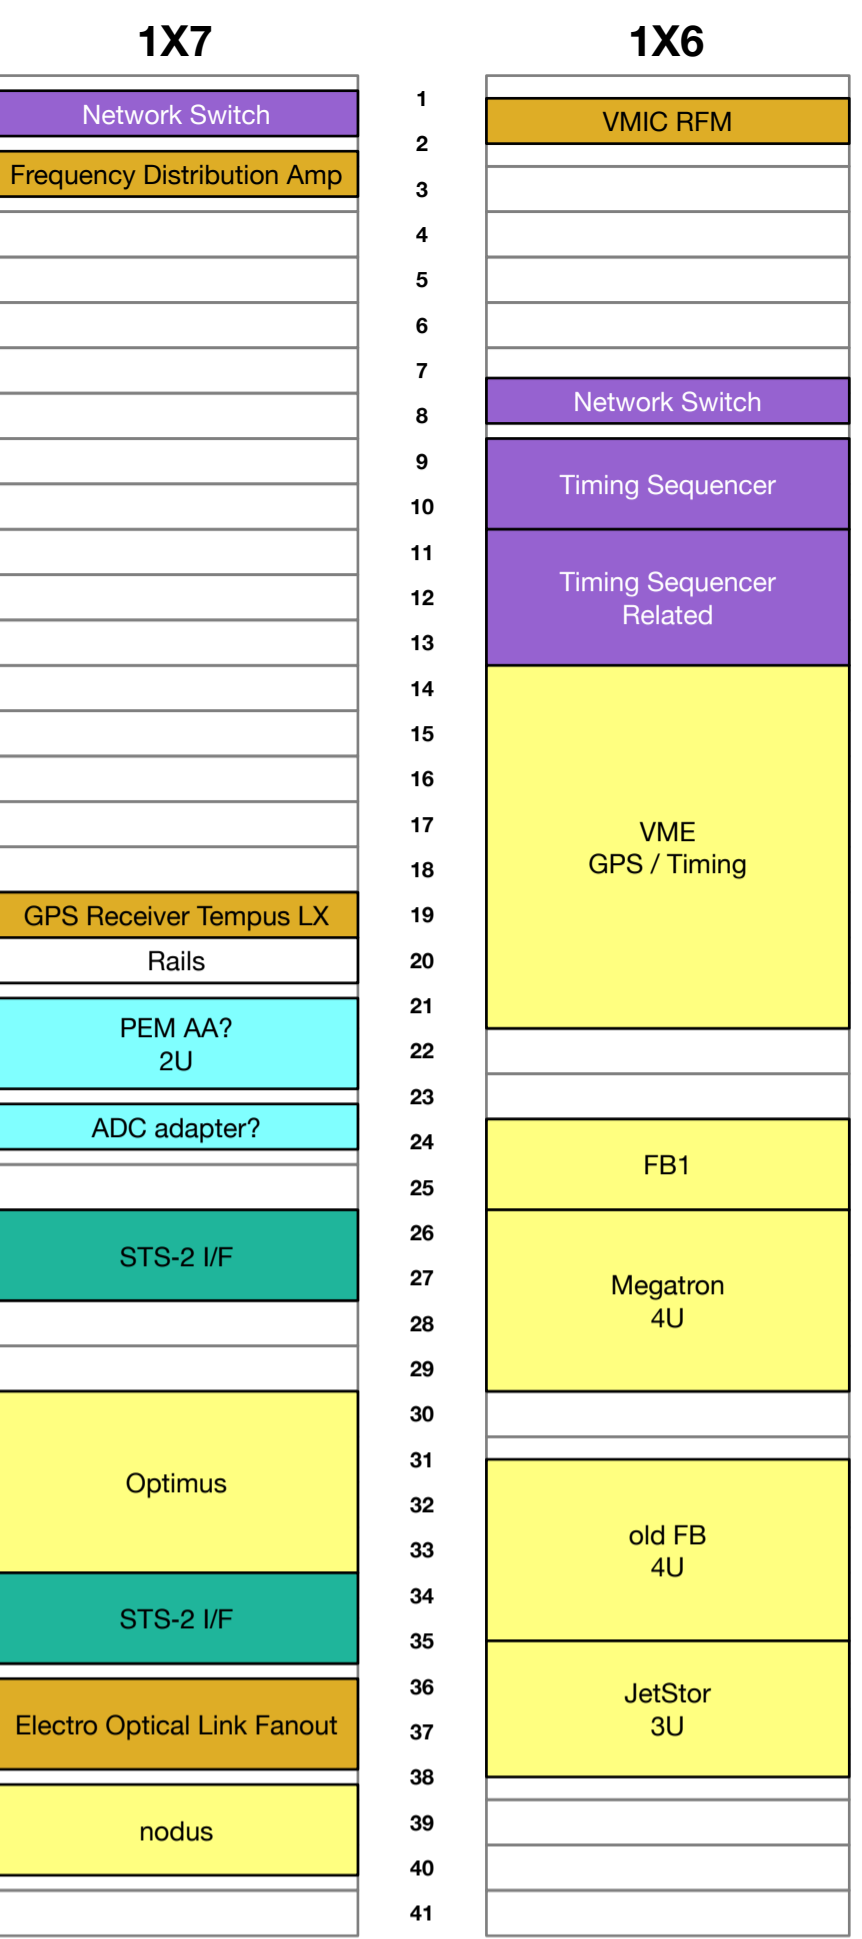 1X7
1X6
Network Switch
Frequency Distribution Amp
GPS Receiver Tempus LX
Rails
PEM AA?
2U
ADC adapter?
STS-2 I/F
Optimus
STS-2 I/F
Electro Optical Link Fanout
nodus
1
2
3
4
5
6
7
8
9
10
11
12
13
14
15
16
17
18
19
20
21
22
23
24
25
26
27
28
29
30
31
32
33
34
35
36
37
38
39
40
41
VMIC RFM
Network Switch
Timing Sequencer
Timing Sequencer
Related
VME
GPS / Timing
FB1
Megatron
4U
old FB
4U
JetStor
3U